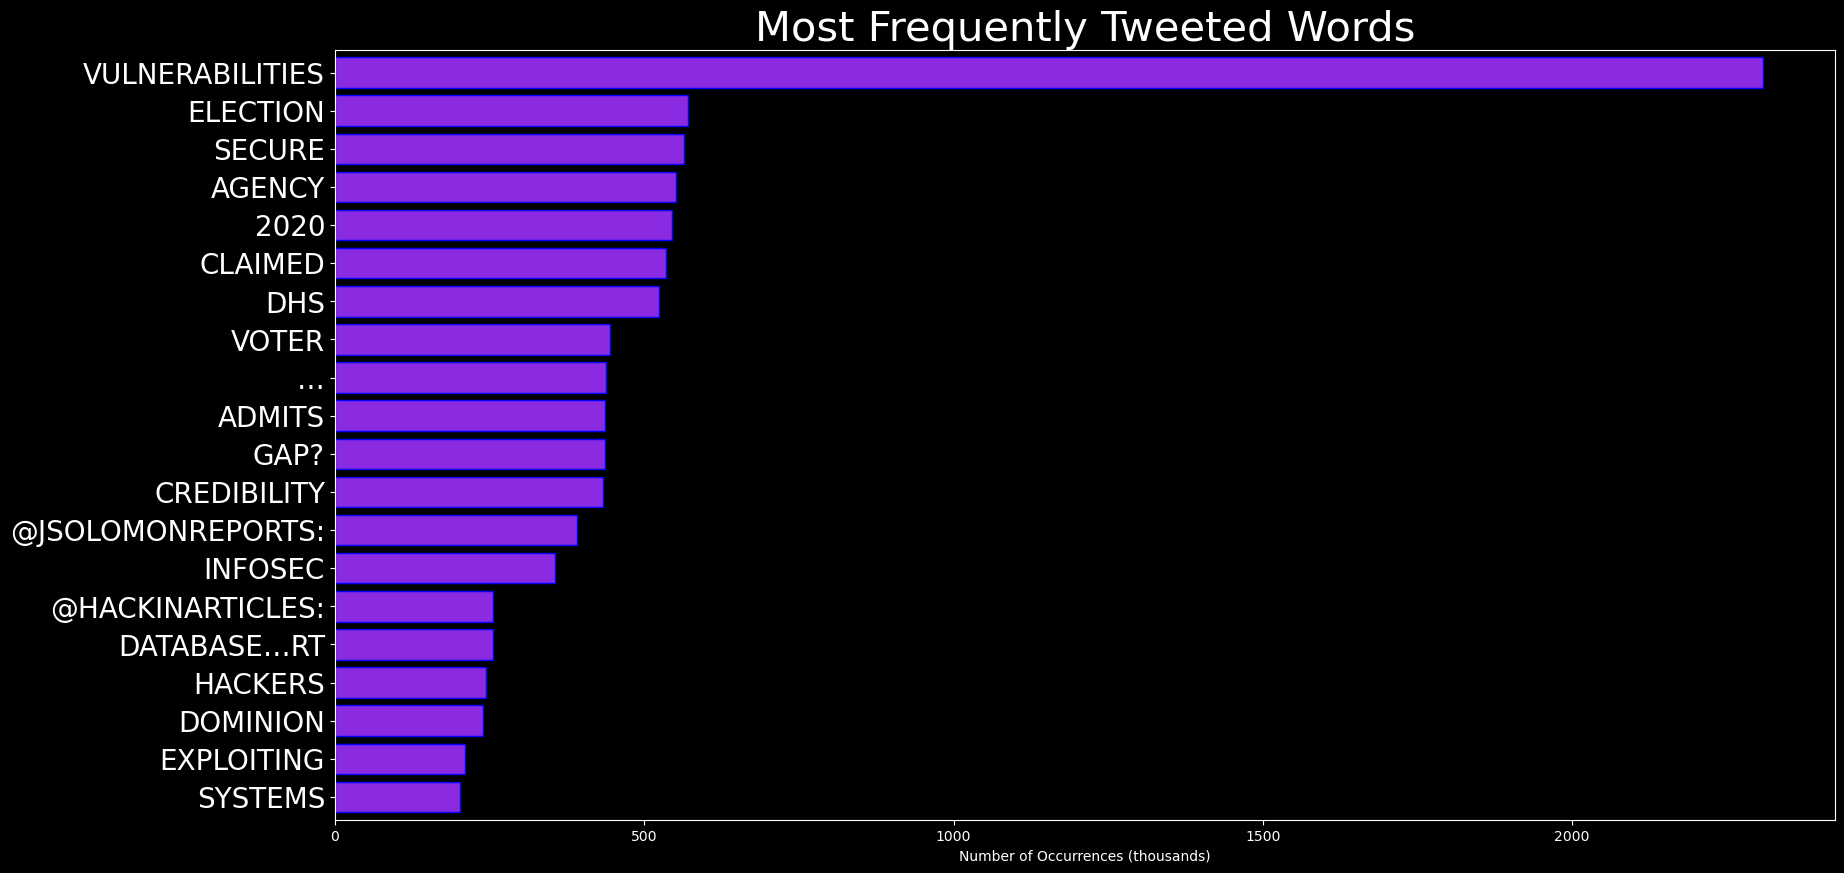 Most Frequently Tweeted Words
VULNERABILITIES
ELECTION
SECURE
AGENCY
2020
CLAIMED
DHS
VOTER
...
ADMITS
GAP?
CREDIBILITY
@JSOLOMONREPORTS:
INFOSEC
@HACKINARTICLES:
DATABASE...RT
HACKERS
DOMINION
EXPLOITING
SYSTEMS
0 500 1000 1500 2000
Number of Occurrences (thousands)